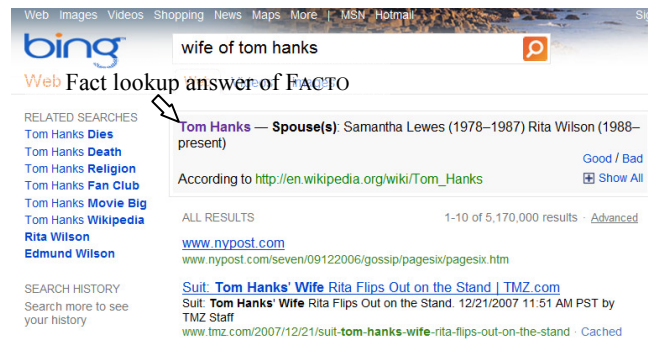 Web Images Videos Shopping News Maps More | MSN Hotmail
bing
wife of tom hanks
Web
Fact lookup answer of FACTO
RELATED SEARCHES
Tom Hanks Dies
Tom Hanks Death
Tom Hanks Religion
Tom Hanks Fan Club
Tom Hanks Movie Big
Tom Hanks Wikipedia
Rita Wilson
Edmund Wilson
SEARCH HISTORY
Search more to see
your history
Tom Hanks — Spouse(s): Samantha Lewes (1978–1987) Rita Wilson (1988–
present)
Good / Bad
According to http://en.wikipedia.org/wiki/Tom_Hanks
Show All
ALL RESULTS 1-10 of 5,170,000 results · Advanced
www.nypost.com
www.nypost.com/seven/09122006/gossip/pagesix/pagesix.htm
Suit: Tom Hanks' Wife Rita Flips Out on the Stand | TMZ.com
Suit: Tom Hanks' Wife Rita Flips Out on the Stand. 12/21/2007 11:51 AM PST by
TMZ Staff
www.tmz.com/2007/12/21/suit-tom-hanks-wife-rita-flips-out-on-the-stand · Cached